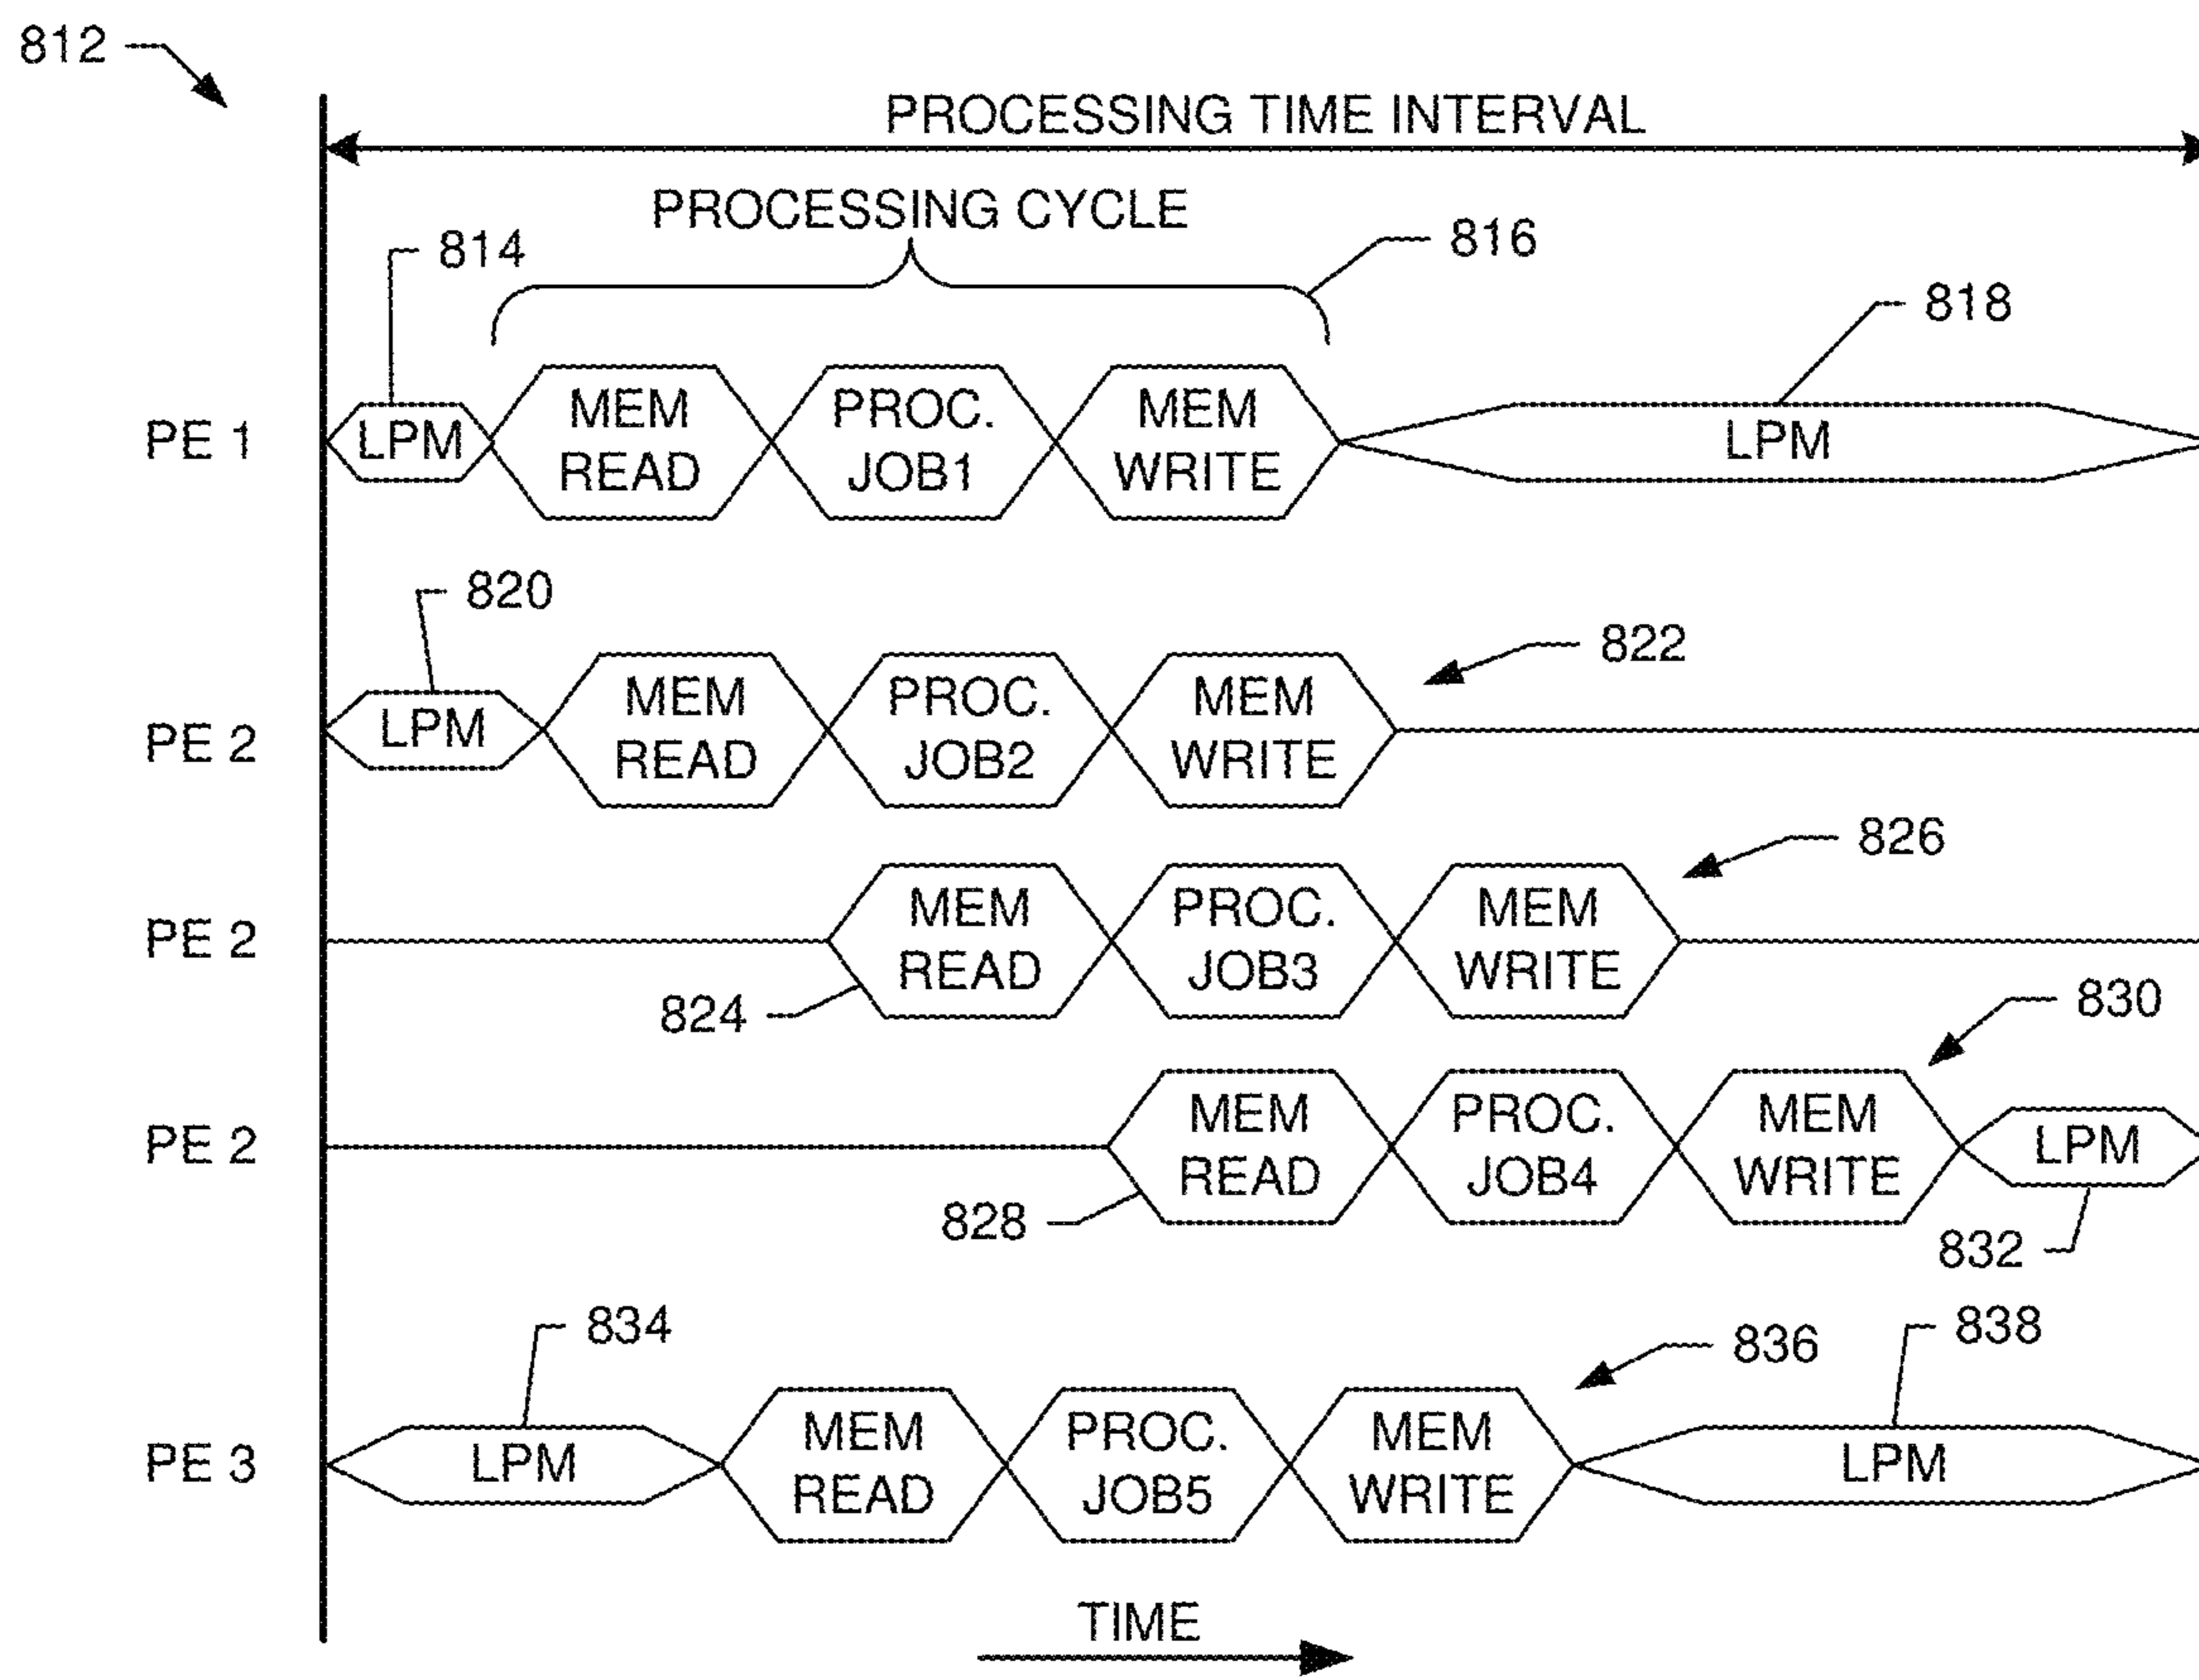 812
PROCESSING TIME INTERVAL
PROCESSING CYCLE
814
816
818
PE 1
LPM
MEM
READ
PROC.
JOB1
MEM
WRITE
LPM
820
822
PE 2
LPM
MEM
READ
PROC.
JOB2
MEM
WRITE
826
PE 2
MEM
READ
PROC.
JOB3
MEM
WRITE
824
830
PE 2
MEM
READ
PROC.
JOB4
MEM
WRITE
LPM
828
832
834
836
838
PE 3
LPM
MEM
READ
PROC.
JOB5
MEM
WRITE
LPM
TIME